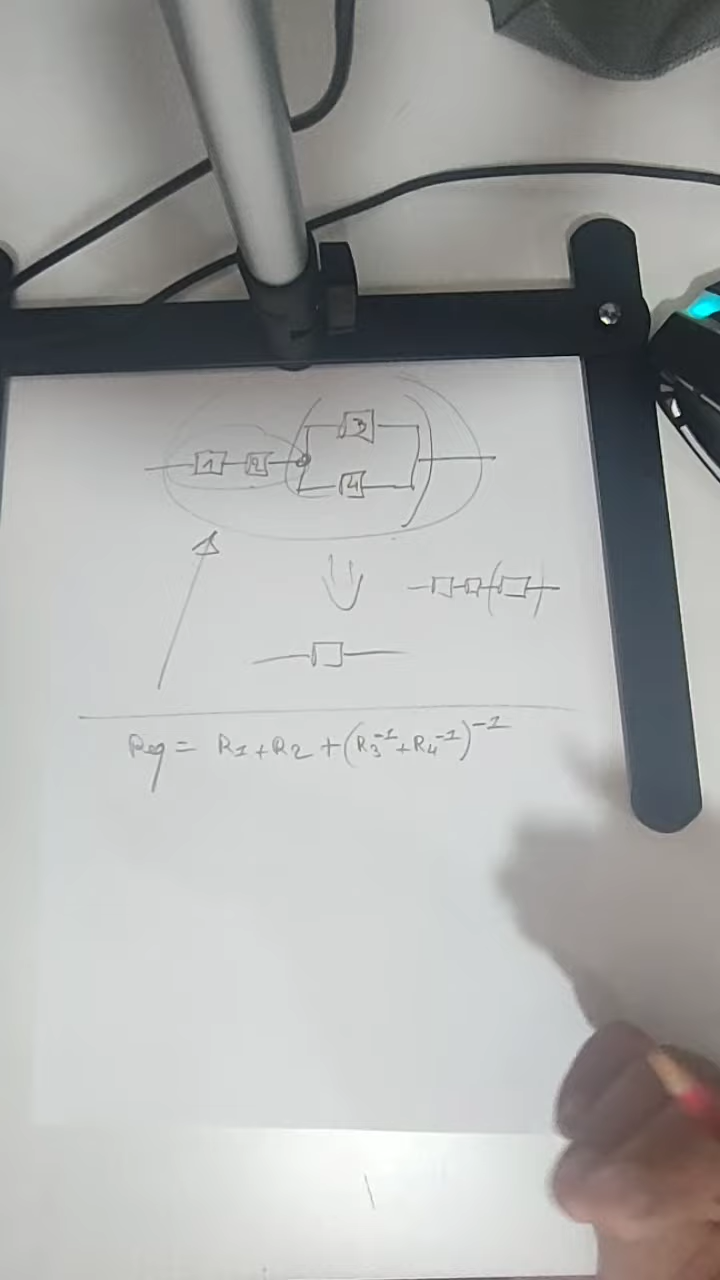 3
1 2
4
Req = R1 + R2 + (R3⁻¹ + R4⁻¹)⁻¹